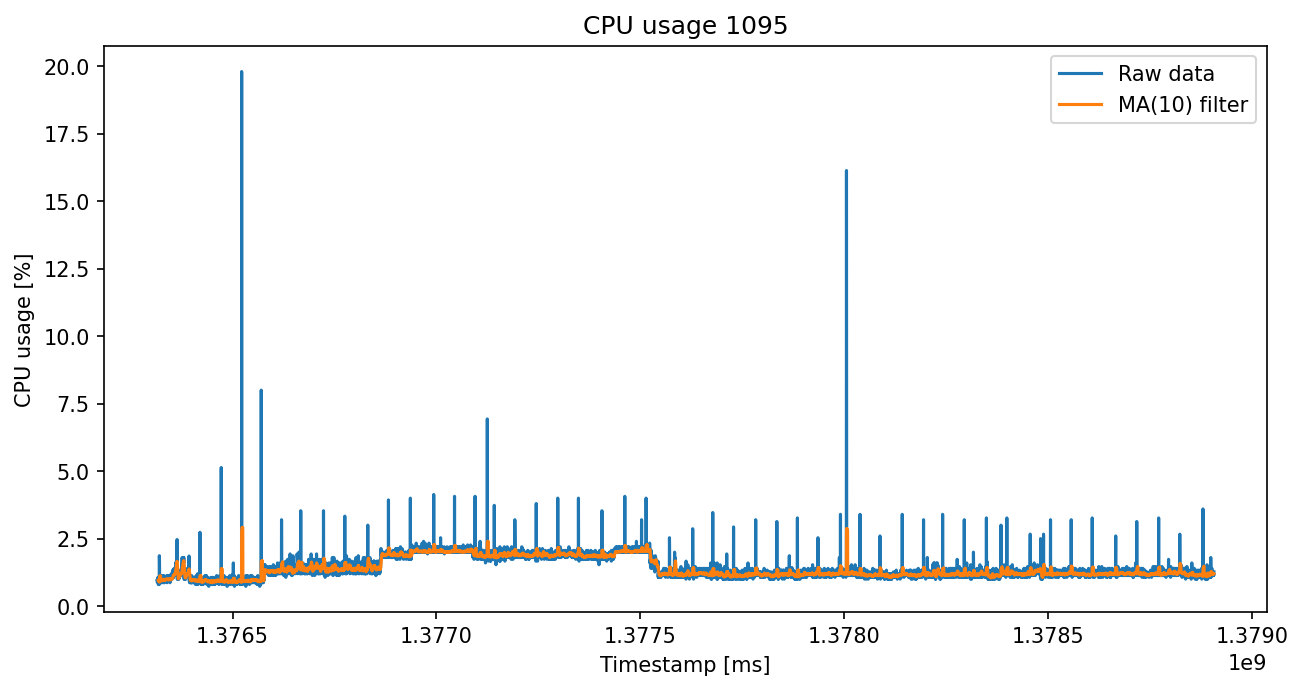 CPU usage 1095
Raw data
MA(10) filter
CPU usage [%]
20.0
17.5
15.0
12.5
10.0
7.5
5.0
2.5
0.0
1.3765 1.3770 1.3775 1.3780 1.3785 1.3790
1e9
Timestamp [ms]